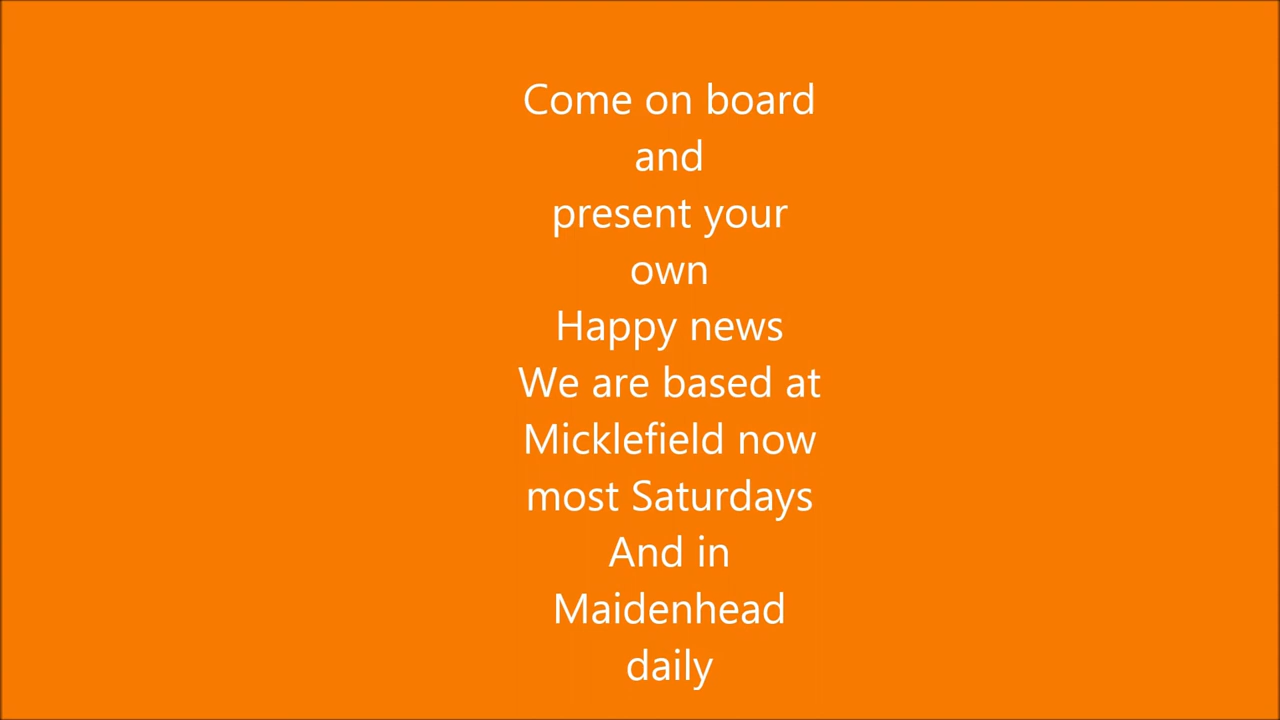 Come on board
and
present your
own
Happy news
We are based at
Micklefield now
most Saturdays
And in
Maidenhead
daily